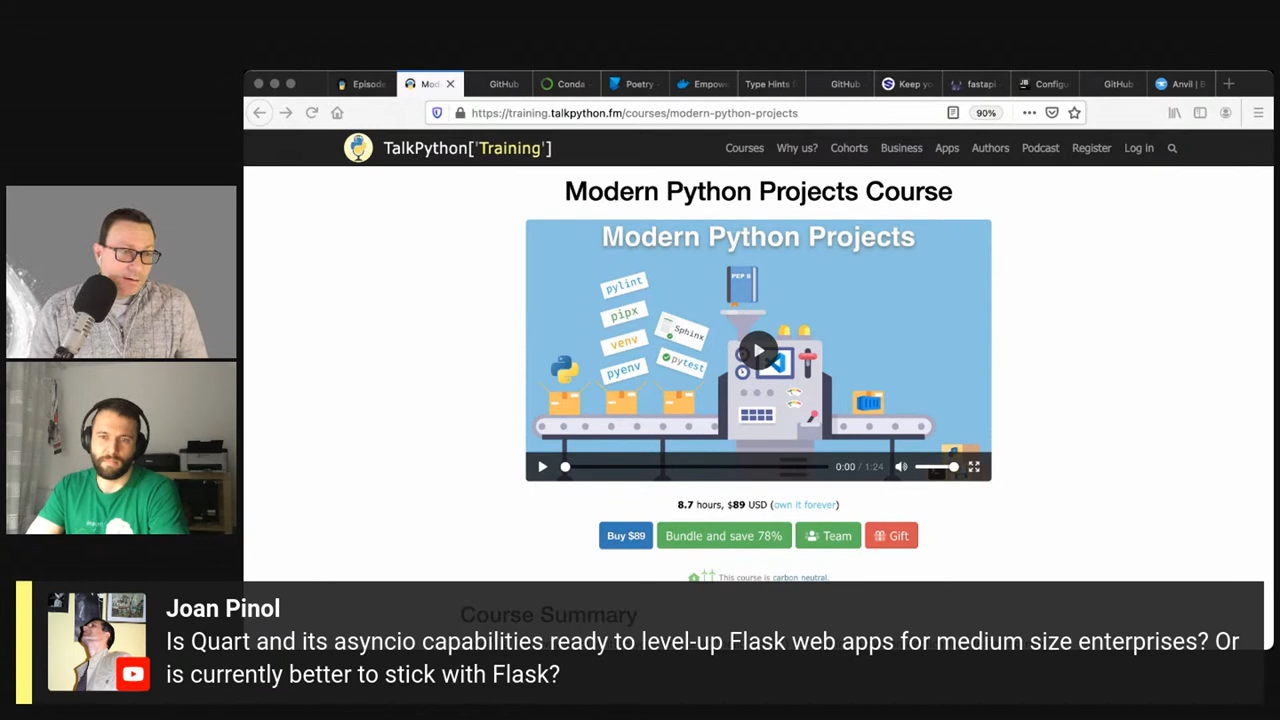 Episode
Mod
GitHub
Conda
Poetry
Empow
Type Hints
GitHub
Keep yo
fastapi
Configu
GitHub
Anvil | B
https://training.talkpython.fm/courses/modern-python-projects
90%
TalkPython['Training']
Courses Why us? Cohorts Business Apps Authors Podcast Register Log in
Modern Python Projects Course
Modern Python Projects
PEP 8
pylint
pipx
Sphinx
venv
pytest
pyenv
0:00 / 1:24
8.7 hours, $89 USD (own it forever)
Buy $89 Bundle and save 78% Team Gift
This course is carbon neutral.
Course Summary
Joan Pinol
Is Quart and its asyncio capabilities ready to level-up Flask web apps for medium size enterprises? Or
is currently better to stick with Flask?